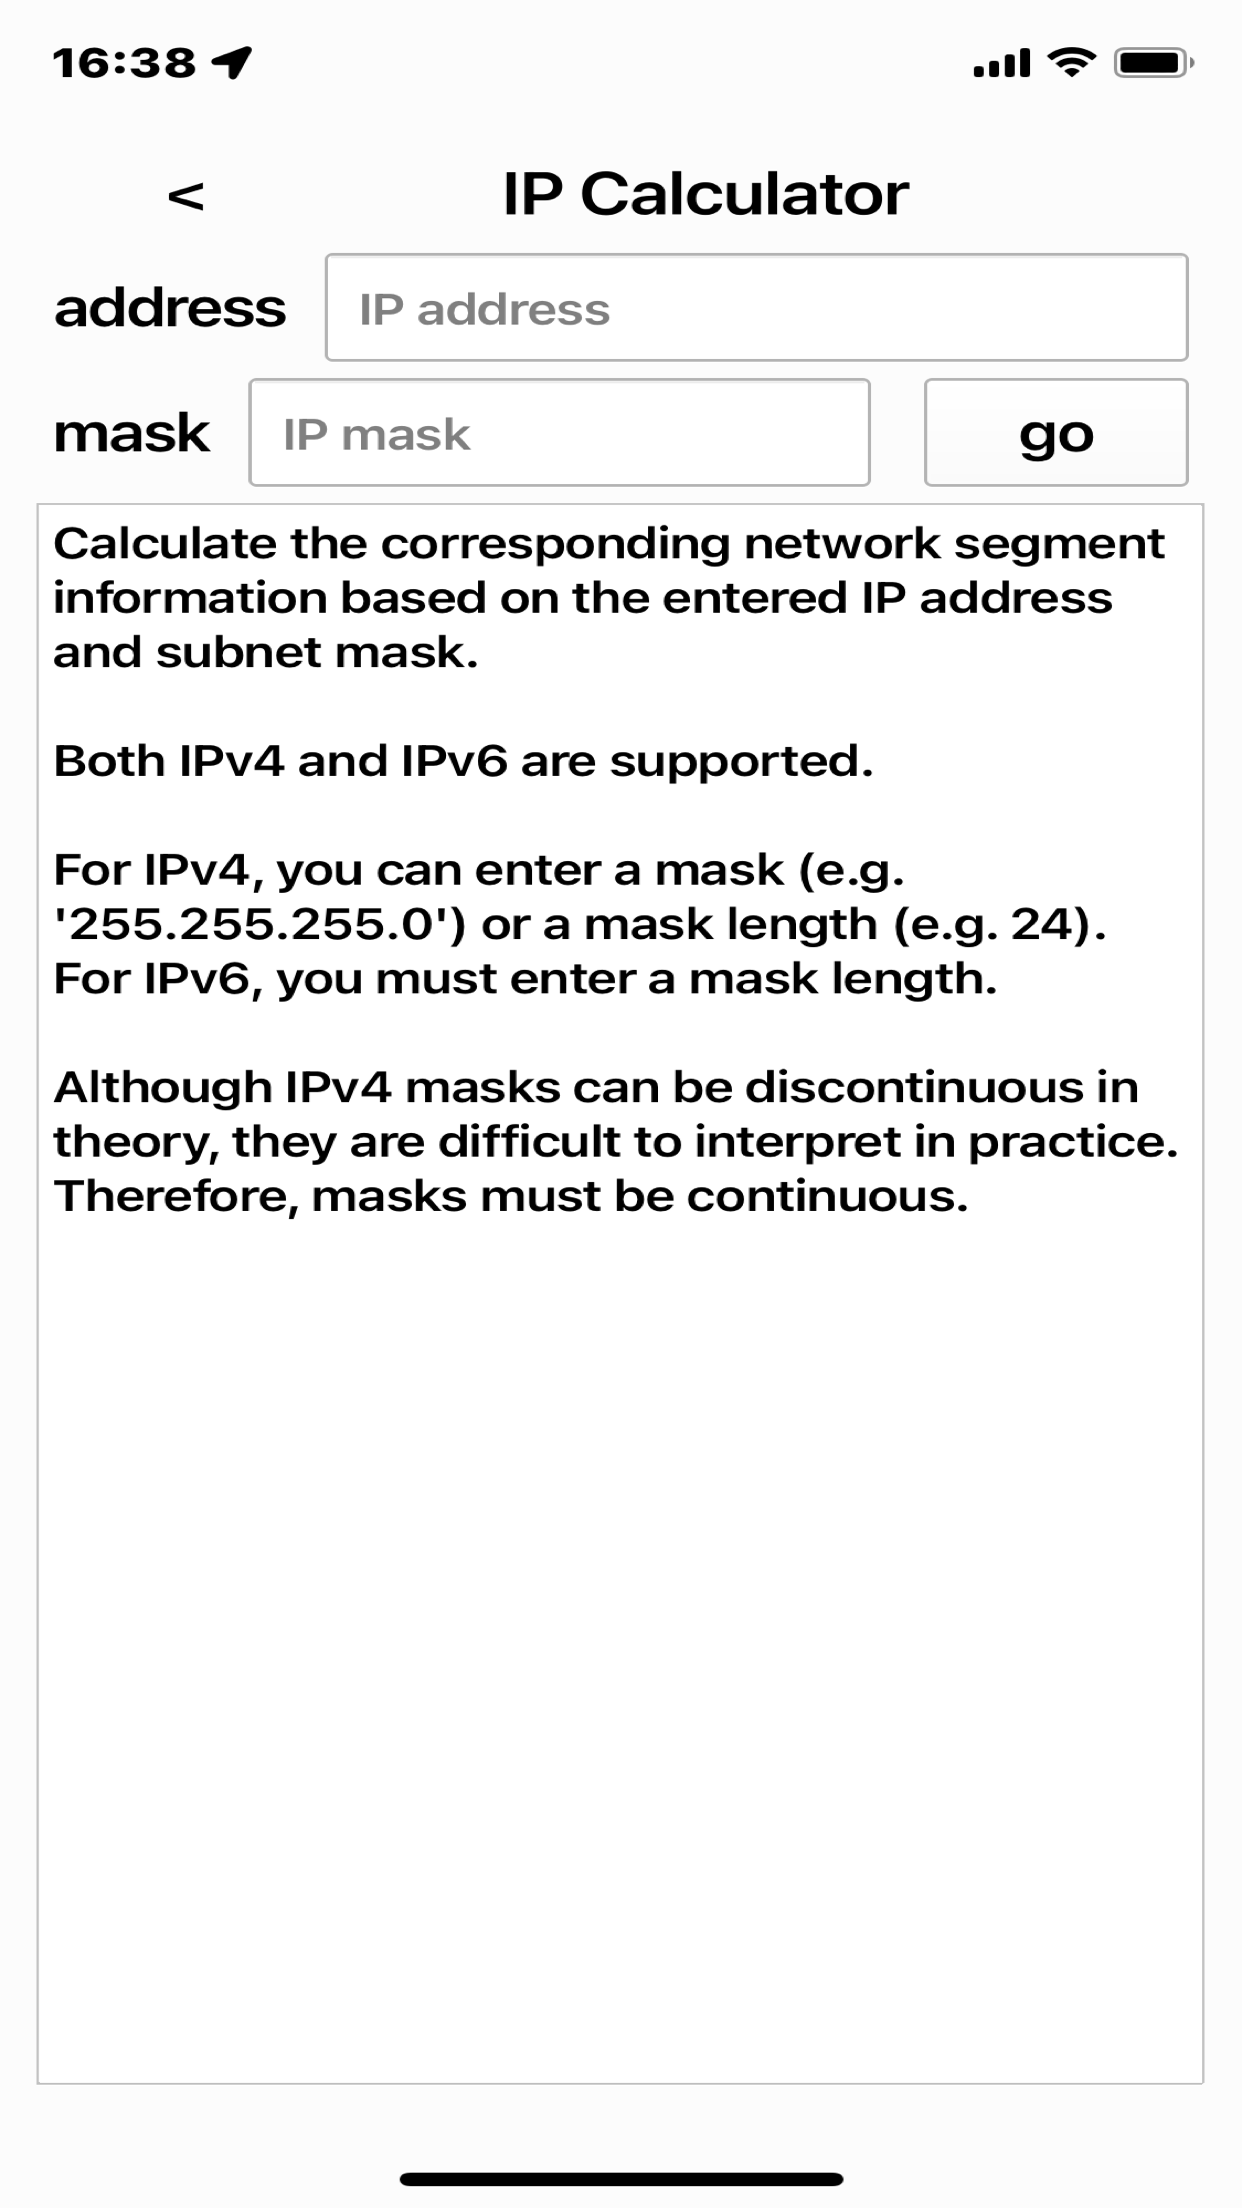 16:38
<
IP Calculator
address
IP address
mask
IP mask
go
Calculate the corresponding network segment
information based on the entered IP address
and subnet mask.
Both IPv4 and IPv6 are supported.
For IPv4, you can enter a mask (e.g.
'255.255.255.0') or a mask length (e.g. 24).
For IPv6, you must enter a mask length.
Although IPv4 masks can be discontinuous in
theory, they are difficult to interpret in practice.
Therefore, masks must be continuous.